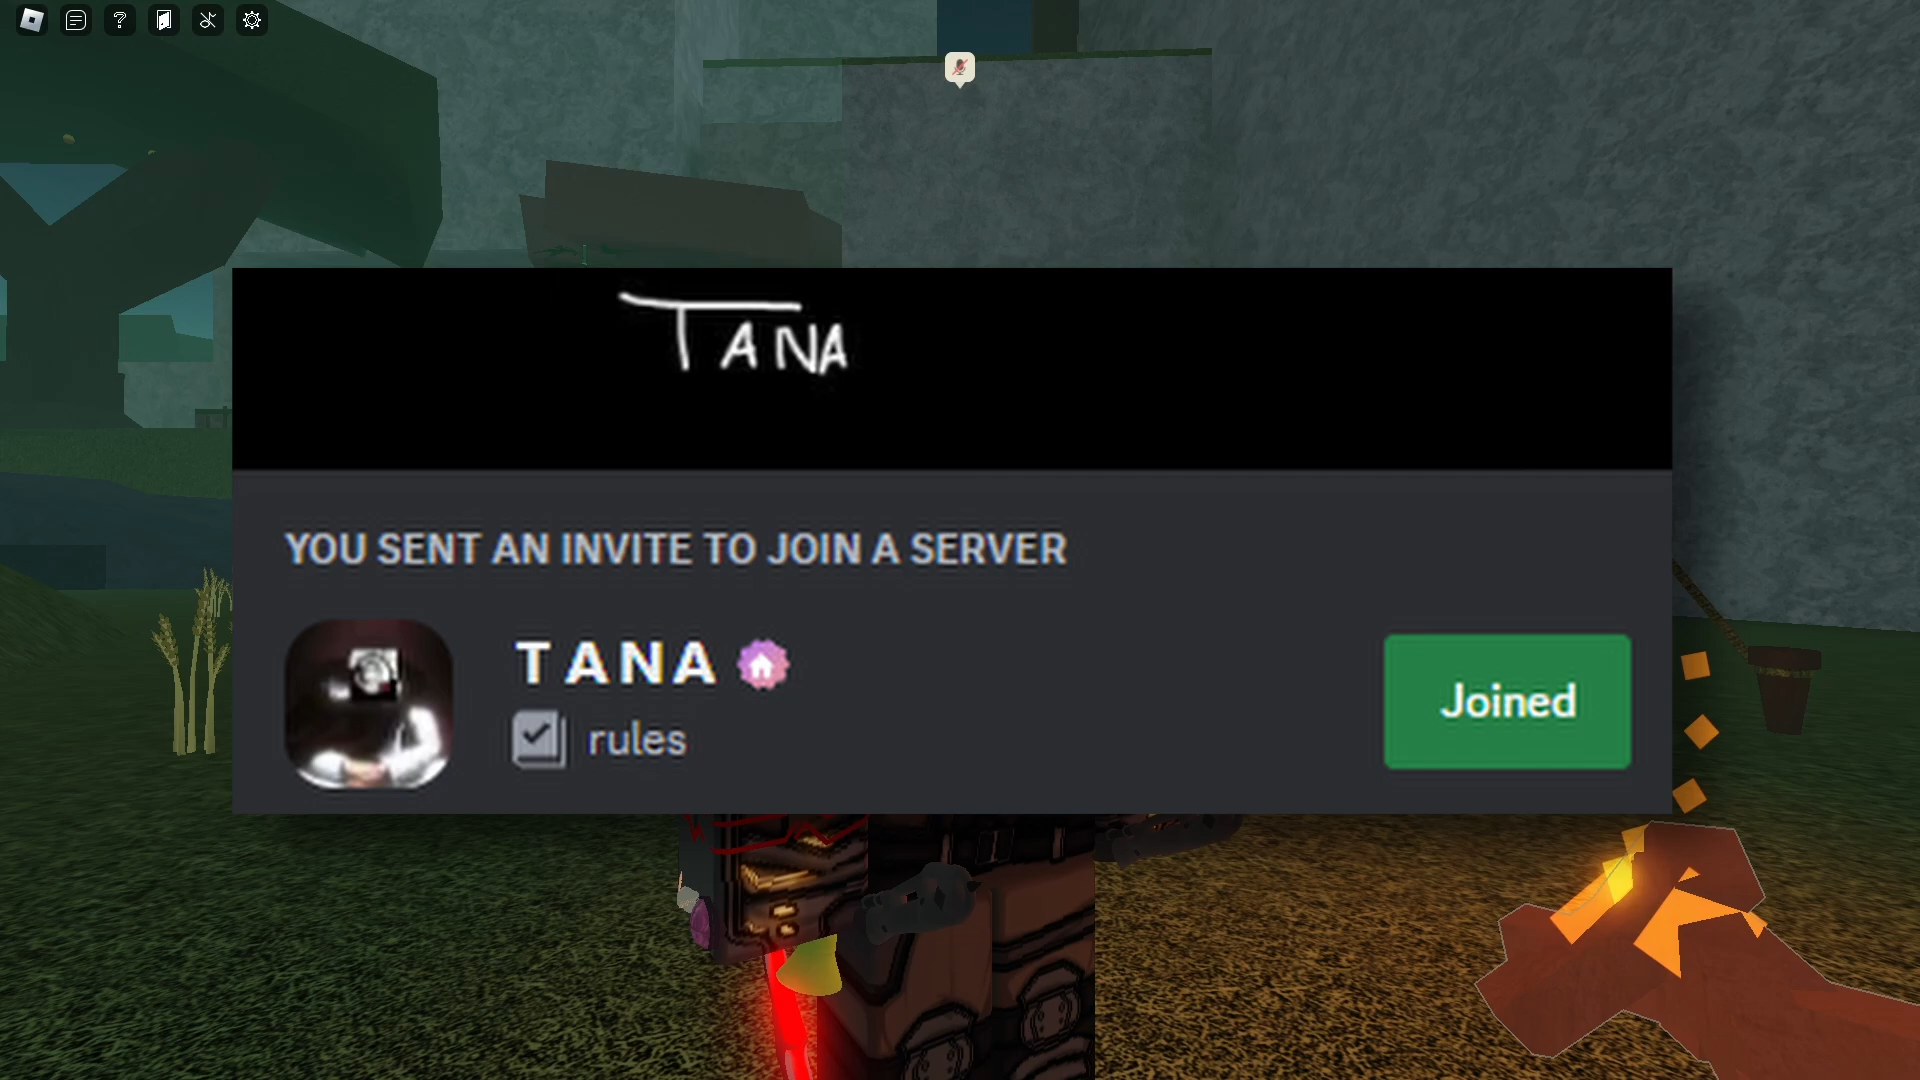 TANA
YOU SENT AN INVITE TO JOIN A SERVER
TANA
rules
Joined